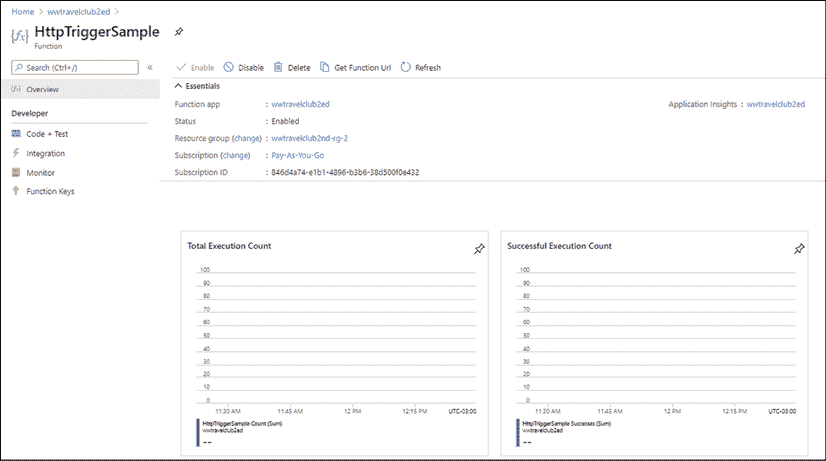 Home > wwtravelclub2ed >
{fx} HttpTriggerSample
Function
Search (Ctrl+/) «
Enable Disable Delete Get Function Url Refresh
Overview
Developer
Code + Test
Integration
Monitor
Function Keys
Essentials
Function app : wwtravelclub2ed
Status : Enabled
Resource group (change) : wwtravelclub2nd-rg-2
Subscription (change) : Pay-As-You-Go
Subscription ID : 846d4a74-e1b1-4896-b3b6-38d500f0e432
Application Insights : wwtravelclub2ed
Total Execution Count
100
90
80
70
60
50
40
30
20
10
0
11:30 AM 11:45 AM 12 PM 12:15 PM UTC-03:00
HttpTriggerSample Count (Sum)
wwtravelclub2ed
--
Successful Execution Count
100
90
80
70
60
50
40
30
20
10
0
11:30 AM 11:45 AM 12 PM 12:15 PM UTC-03:00
HttpTriggerSample Successes (Sum)
wwtravelclub2ed
--